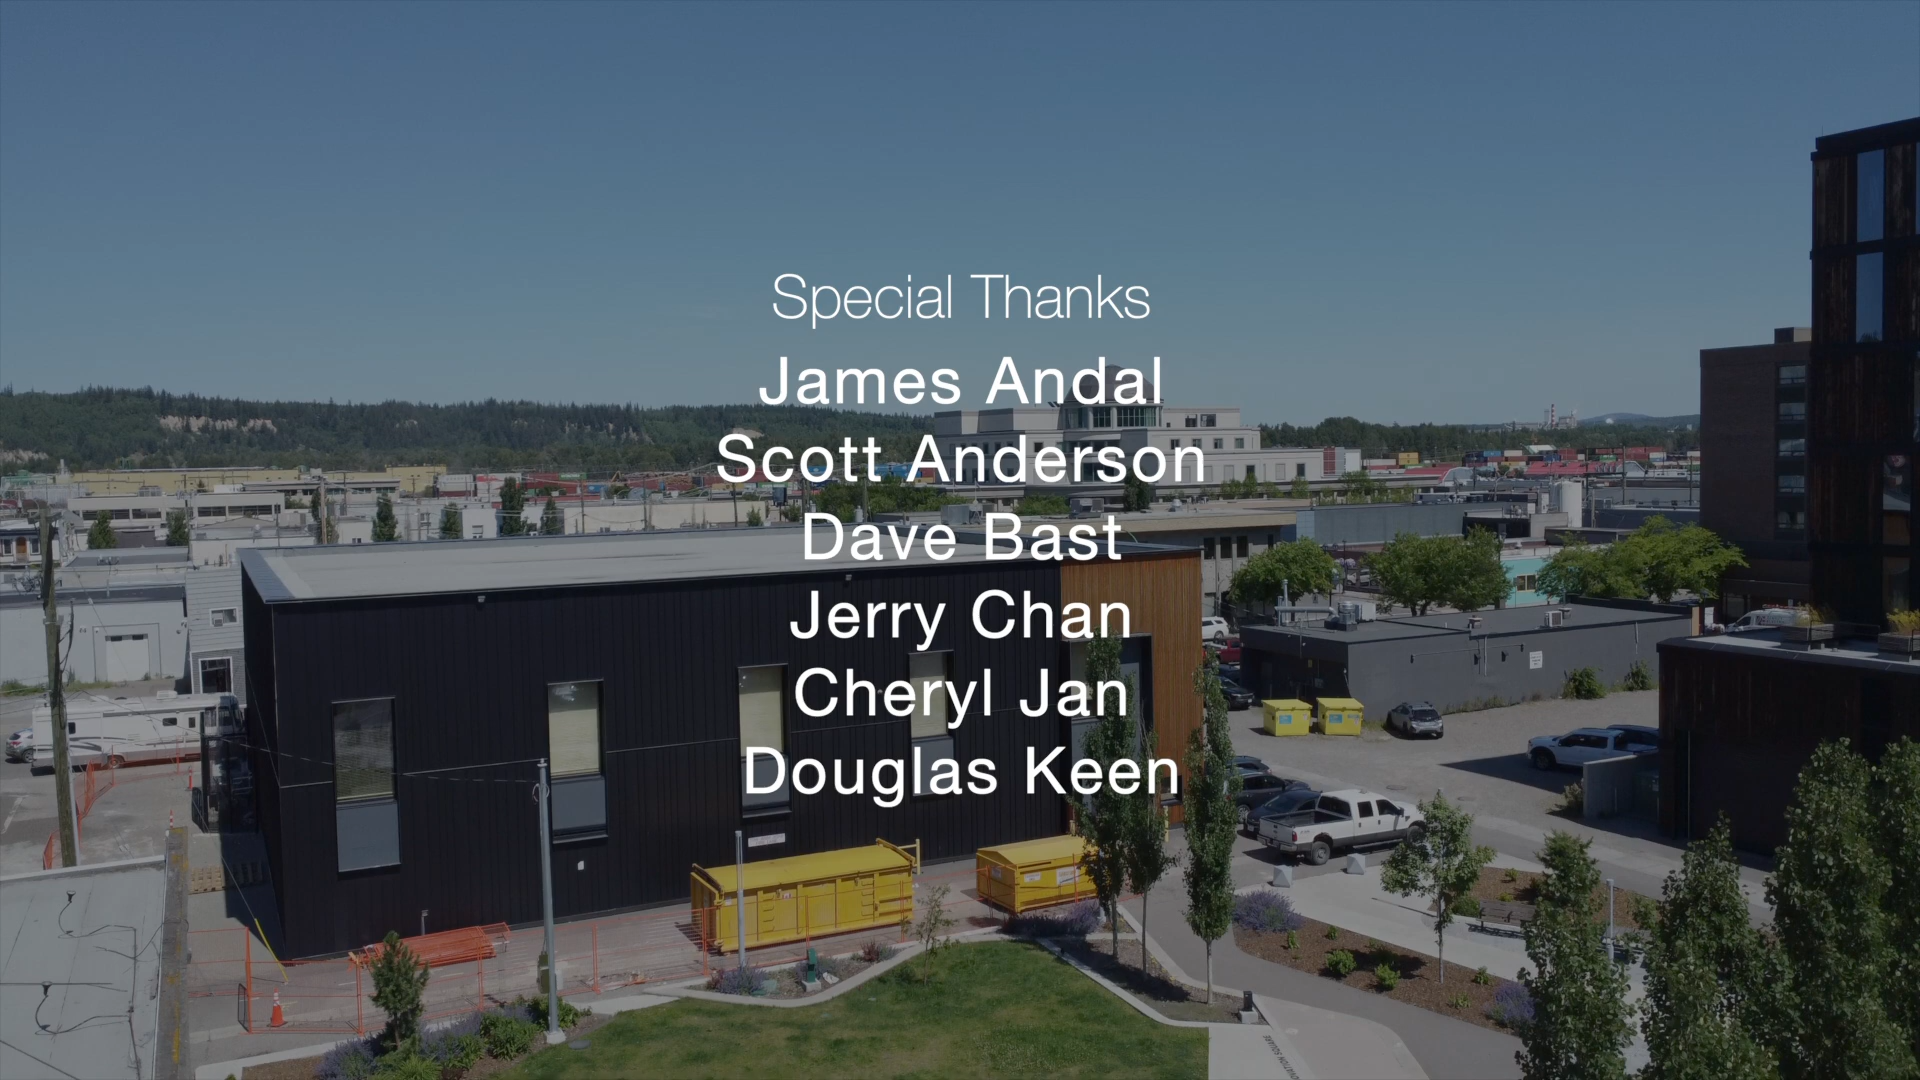 Special Thanks
James Andal
Scott Anderson
Dave Bast
Jerry Chan
Cheryl Jan
Douglas Keen